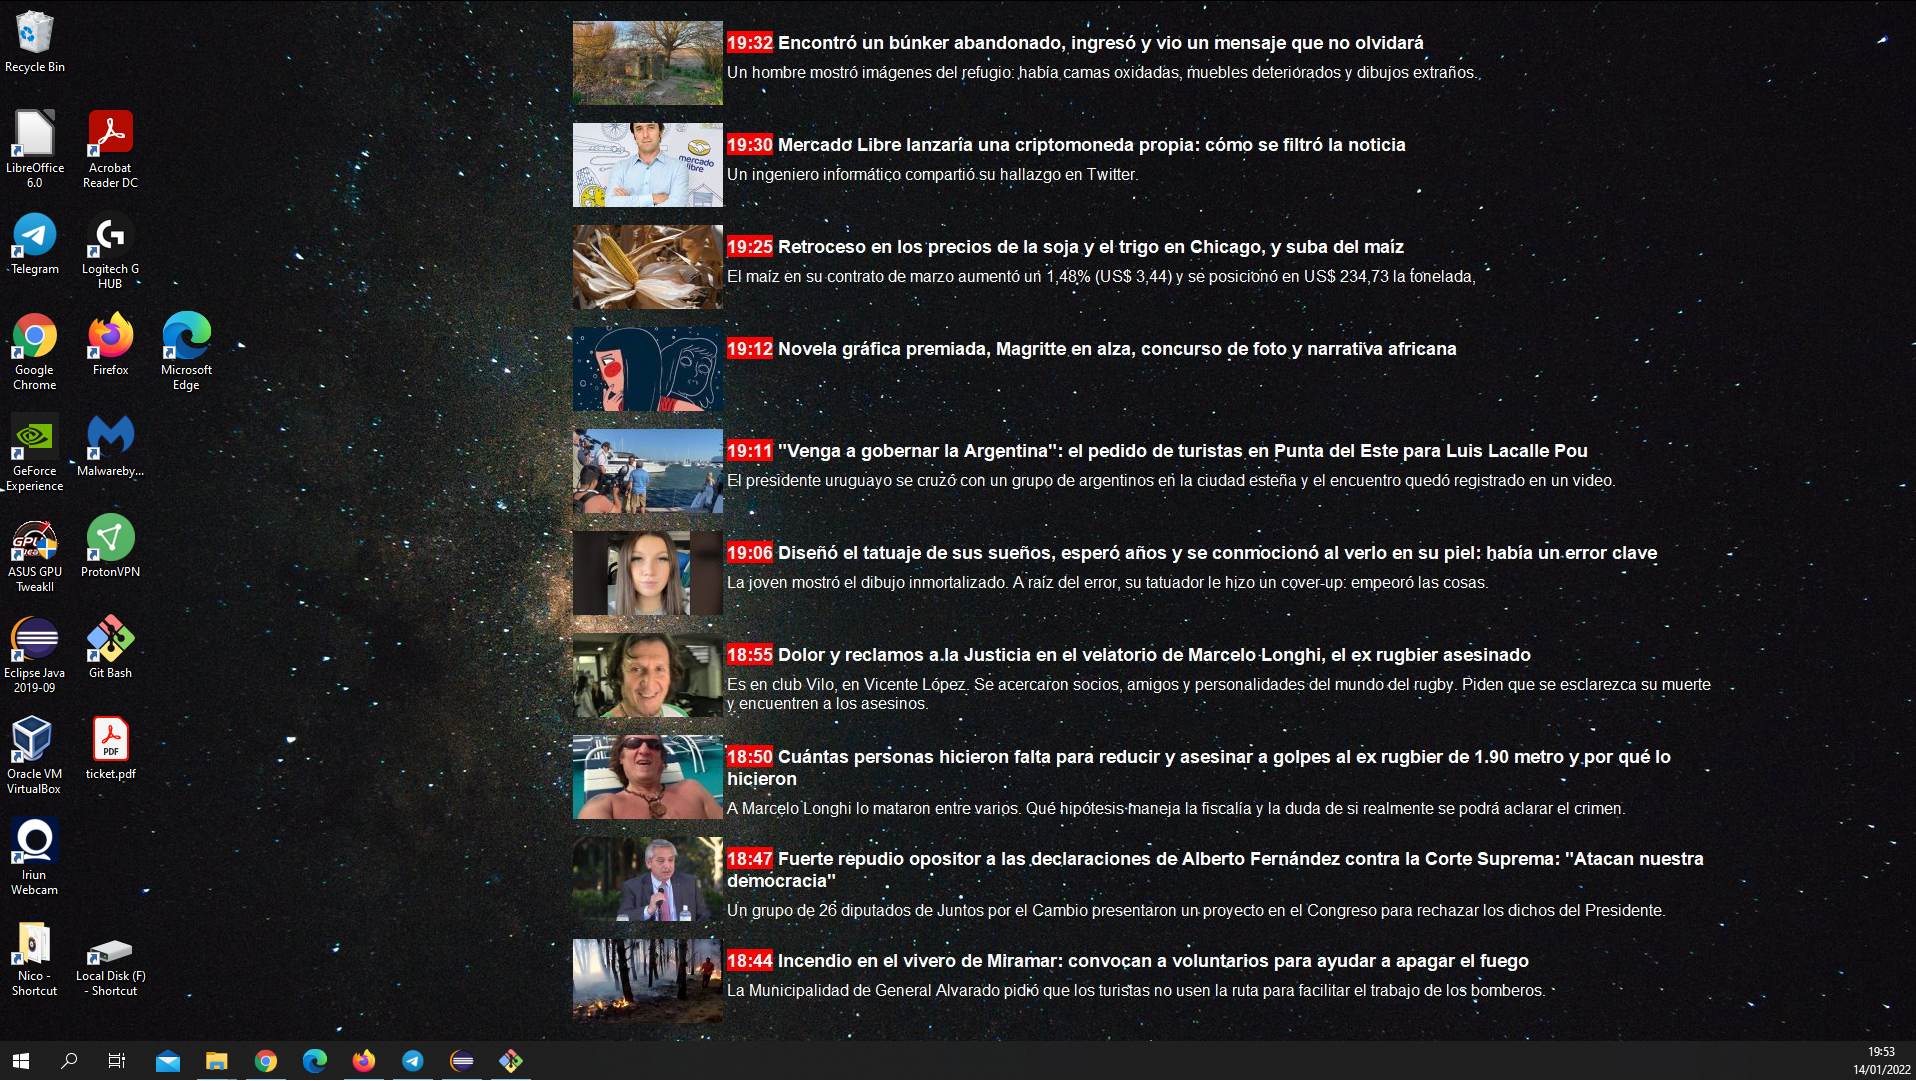 Recycle Bin
LibreOffice
6.0
Acrobat
Reader DC
Telegram
Logitech G
HUB
Google
Chrome
Firefox
Microsoft
Edge
GeForce
Experience
Malwareby...
ASUS GPU
TweakII
ProtonVPN
Eclipse Java
2019-09
Git Bash
Oracle VM
VirtualBox
PDF
ticket.pdf
Iriun
Webcam
Nico -
Shortcut
Local Disk (F)
- Shortcut
19:32 Encontró un búnker abandonado, ingresó y vio un mensaje que no olvidará
Un hombre mostró imágenes del refugio: había camas oxidadas, muebles deteriorados y dibujos extraños.
mercado
libre
19:30 Mercado Libre lanzaría una criptomoneda propia: cómo se filtró la noticia
Un ingeniero informático compartió su hallazgo en Twitter.
19:25 Retroceso en los precios de la soja y el trigo en Chicago, y suba del maíz
El maíz en su contrato de marzo aumentó un 1,48% (US$ 3,44) y se posicionó en US$ 234,73 la tonelada,
19:12 Novela gráfica premiada, Magritte en alza, concurso de foto y narrativa africana
19:11 "Venga a gobernar la Argentina": el pedido de turistas en Punta del Este para Luis Lacalle Pou
El presidente uruguayo se cruzó con un grupo de argentinos en la ciudad esteña y el encuentro quedó registrado en un video.
19:06 Diseñó el tatuaje de sus sueños, esperó años y se conmocionó al verlo en su piel: había un error clave
La joven mostró el dibujo inmortalizado. A raíz del error, su tatuador le hizo un cover-up: empeoró las cosas.
18:55 Dolor y reclamos a la Justicia en el velatorio de Marcelo Longhi, el ex rugbier asesinado
Es en club Vilo, en Vicente López. Se acercaron socios, amigos y personalidades del mundo del rugby. Piden que se esclarezca su muerte
y encuentren a los asesinos.
18:50 Cuántas personas hicieron falta para reducir y asesinar a golpes al ex rugbier de 1.90 metro y por qué lo
hicieron
A Marcelo Longhi lo mataron entre varios. Qué hipótesis maneja la fiscalía y la duda de si realmente se podrá aclarar el crimen.
18:47 Fuerte repudio opositor a las declaraciones de Alberto Fernández contra la Corte Suprema: "Atacan nuestra
democracia"
Un grupo de 26 diputados de Juntos por el Cambio presentaron un proyecto en el Congreso para rechazar los dichos del Presidente.
18:44 Incendio en el vivero de Miramar: convocan a voluntarios para ayudar a apagar el fuego
La Municipalidad de General Alvarado pidió que los turistas no usen la ruta para facilitar el trabajo de los bomberos.
19:53
14/01/2022